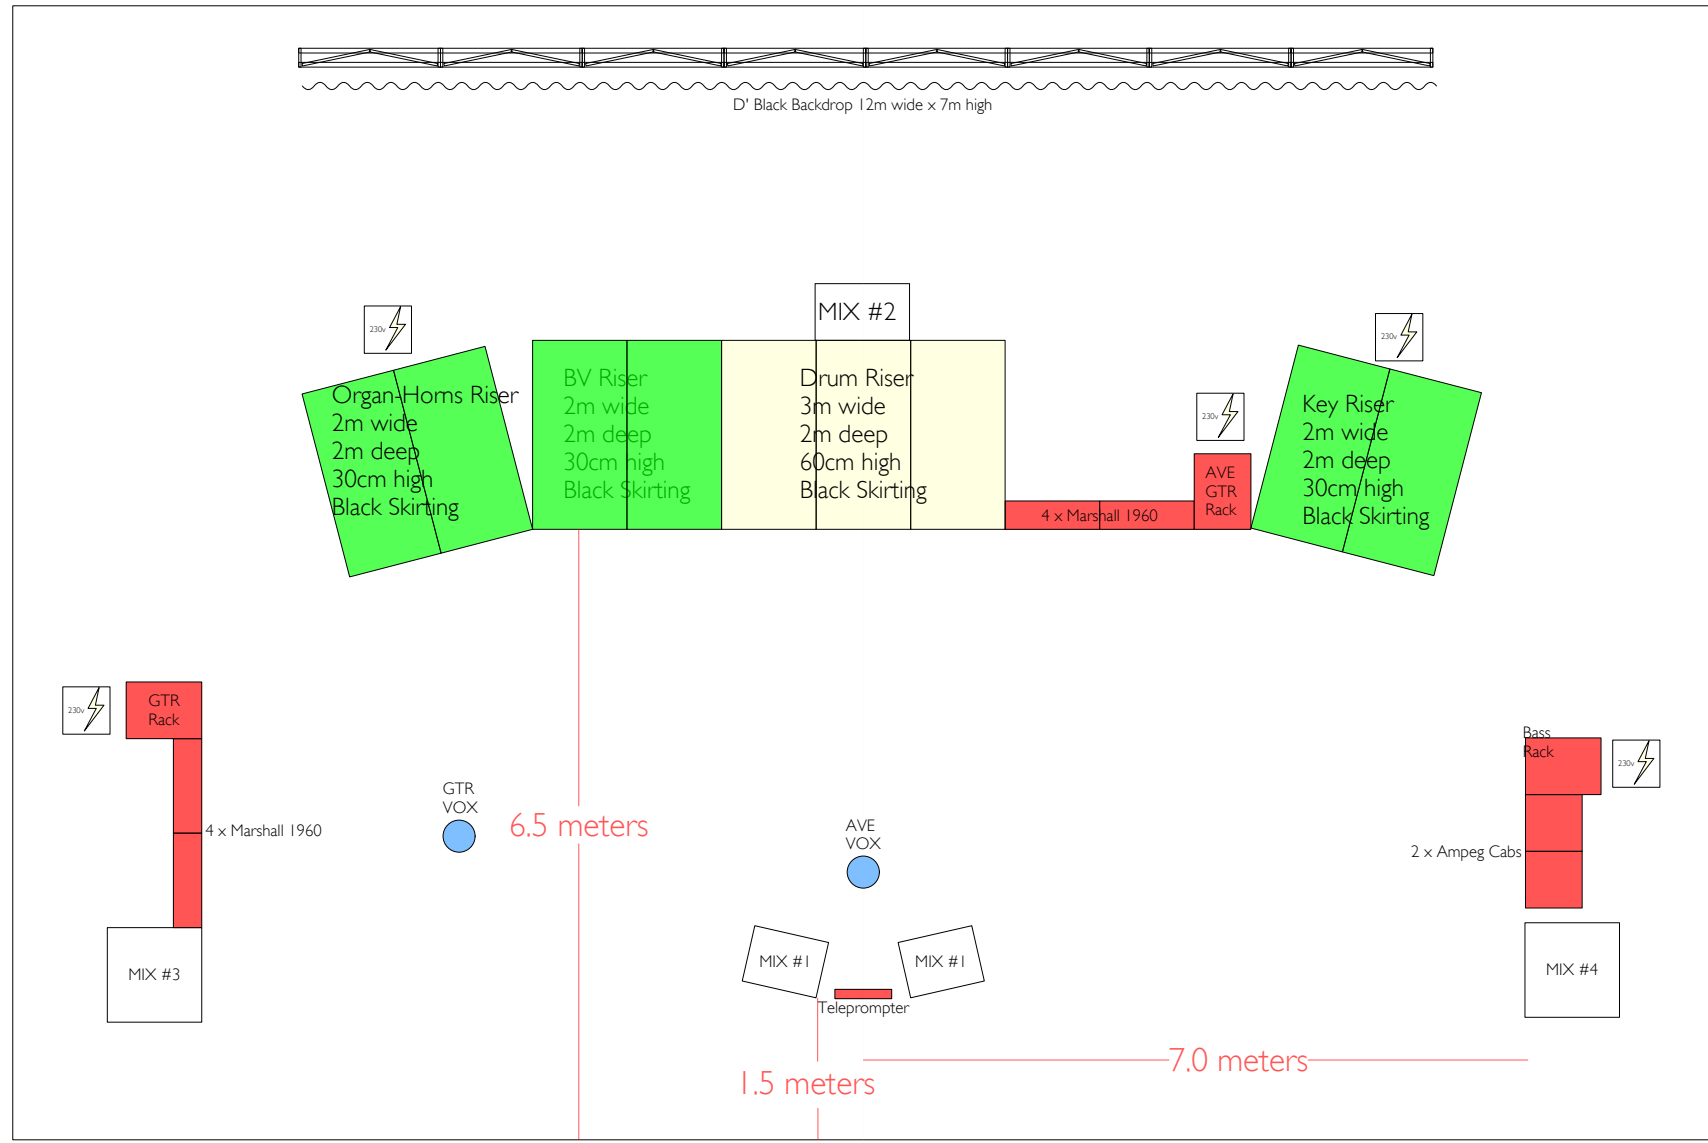 D' Black Backdrop 12m wide x 7m high
MIX #2
230v
230v
Organ-Horns Riser
2m wide
2m deep
30cm high
Black Skirting
BV Riser
2m wide
2m deep
30cm high
Black Skirting
Drum Riser
3m wide
2m deep
60cm high
Black Skirting
230v
AVE
GTR
Rack
4 x Marshall 1960
Key Riser
2m wide
2m deep
30cm high
Black Skirting
230v
GTR
Rack
4 x Marshall 1960
MIX #3
GTR
VOX
6.5 meters
AVE
VOX
Bass
Rack
230v
2 x Ampeg Cabs
MIX #1
MIX #1
Teleprompter
MIX #4
7.0 meters
1.5 meters